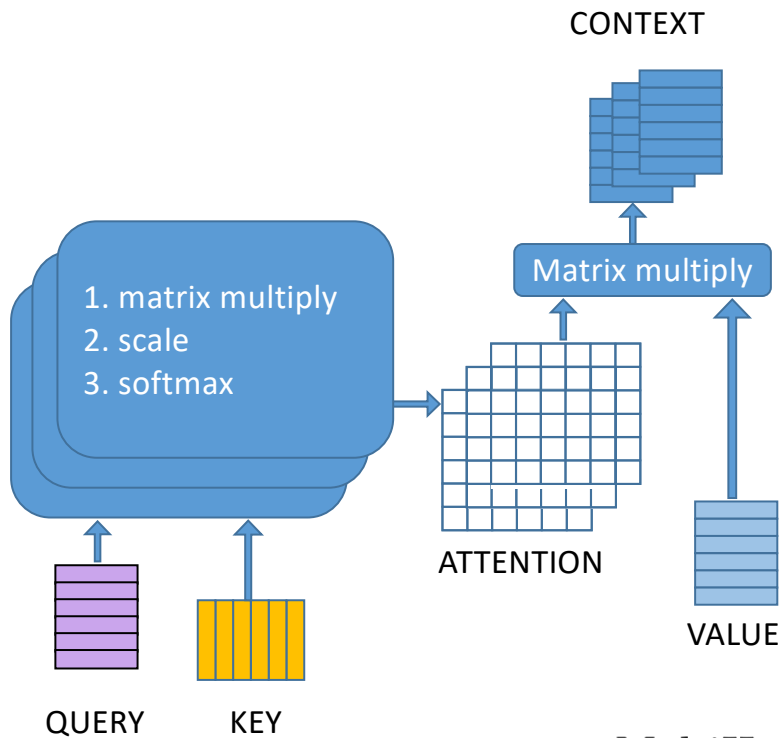 CONTEXT
Matrix multiply
1. matrix multiply
2. scale
3. softmax
ATTENTION
VALUE
QUERY
KEY